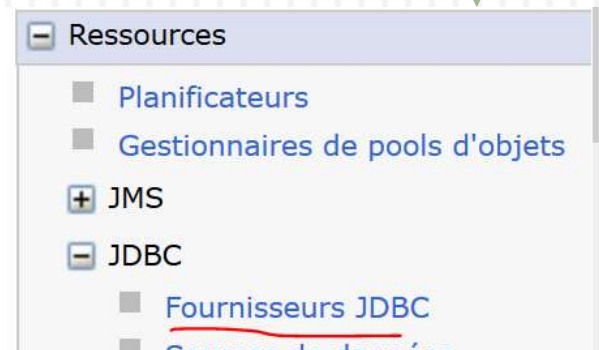 Ressources
Planificateurs
Gestionnaires de pools d'objets
JMS
JDBC
Fournisseurs JDBC